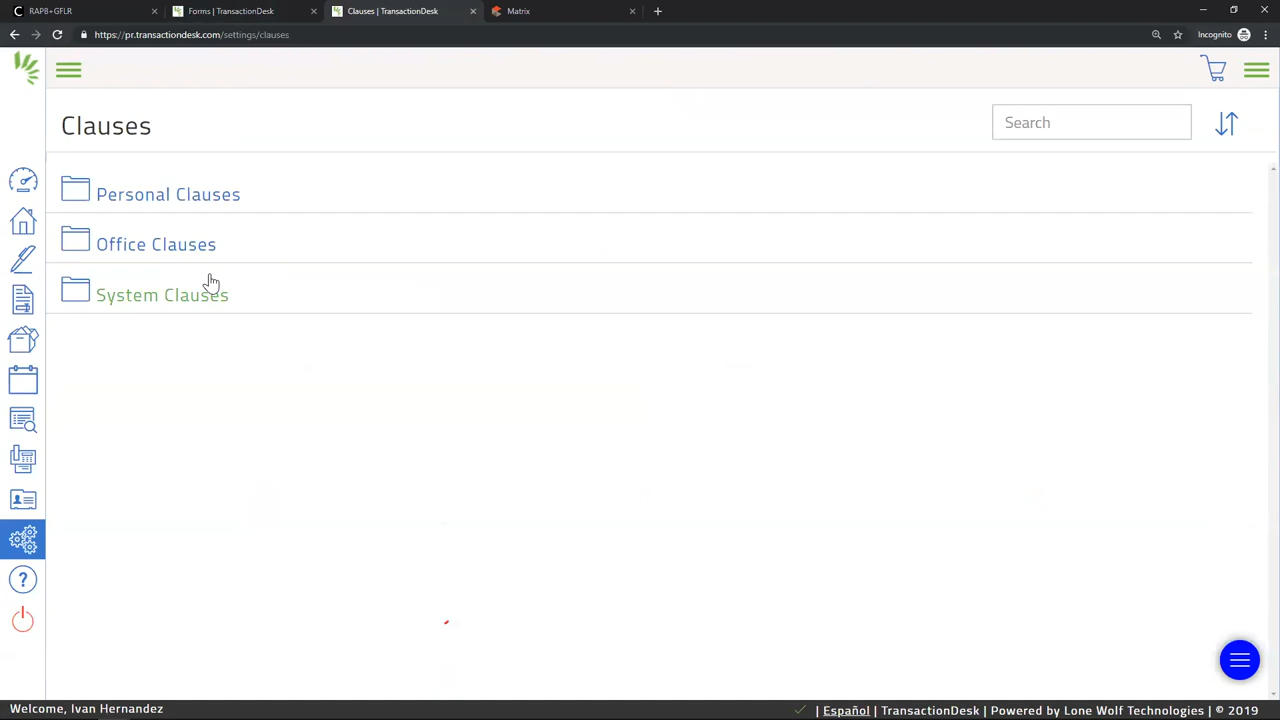 RAPB+GFLR
Forms | TransactionDesk
Clauses | TransactionDesk
Matrix
https://pr.transactiondesk.com/settings/clauses
Incognito
Clauses
Search
Personal Clauses
Office Clauses
System Clauses
Welcome, Ivan Hernandez
| Español | TransactionDesk | Powered by Lone Wolf Technologies | © 2019